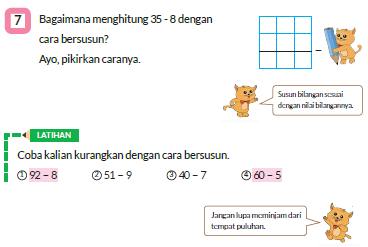 7
Bagaimana menghitung 35 - 8 dengan
cara bersusun?
Ayo, pikirkan caranya.
–
Susun bilangan sesuai
dengan nilai bilangannya.
LATIHAN
Coba kalian kurangkan dengan cara bersusun.
① 92 – 8 ② 51 – 9 ③ 40 – 7 ④ 60 – 5
Jangan lupa meminjam dari
tempat puluhan.